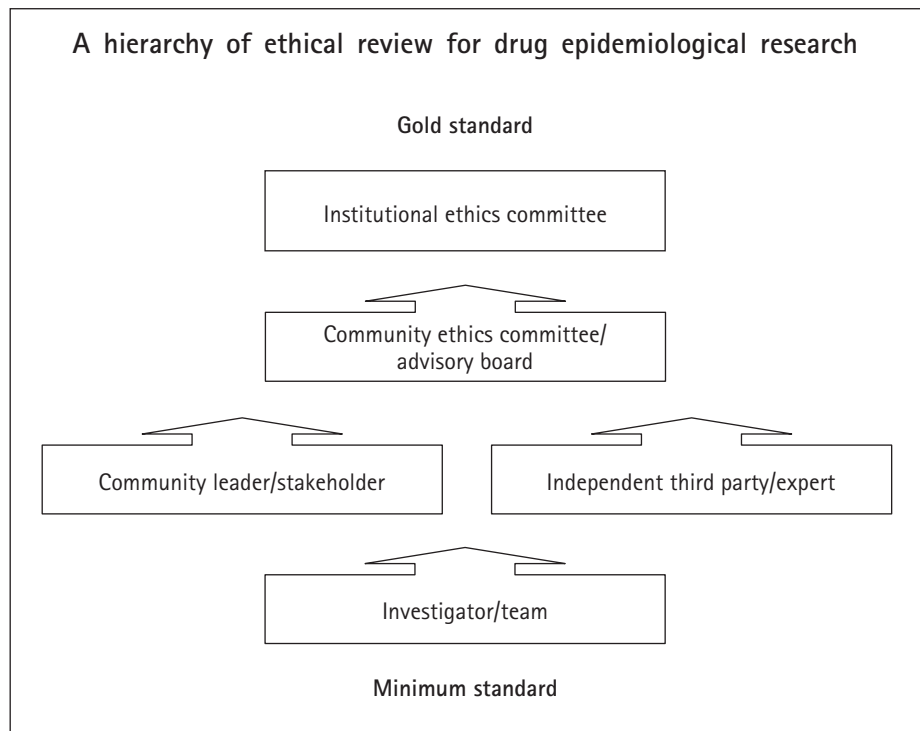 A hierarchy of ethical review for drug epidemiological research
Gold standard
Institutional ethics committee
Community ethics committee/
advisory board
Community leader/stakeholder
Independent third party/expert
Investigator/team
Minimum standard